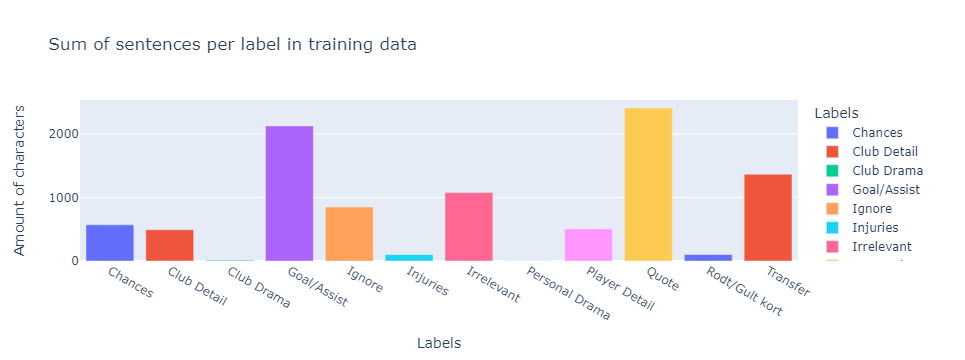 Sum of sentences per label in training data
Amount of characters
2000
1000
0
Chances
Club Detail
Club Drama
Goal/Assist
Ignore
Injuries
Irrelevant
Personal Drama
Player Detail
Quote
Rodt/Gult kort
Transfer
Labels
Labels
Chances
Club Detail
Club Drama
Goal/Assist
Ignore
Injuries
Irrelevant